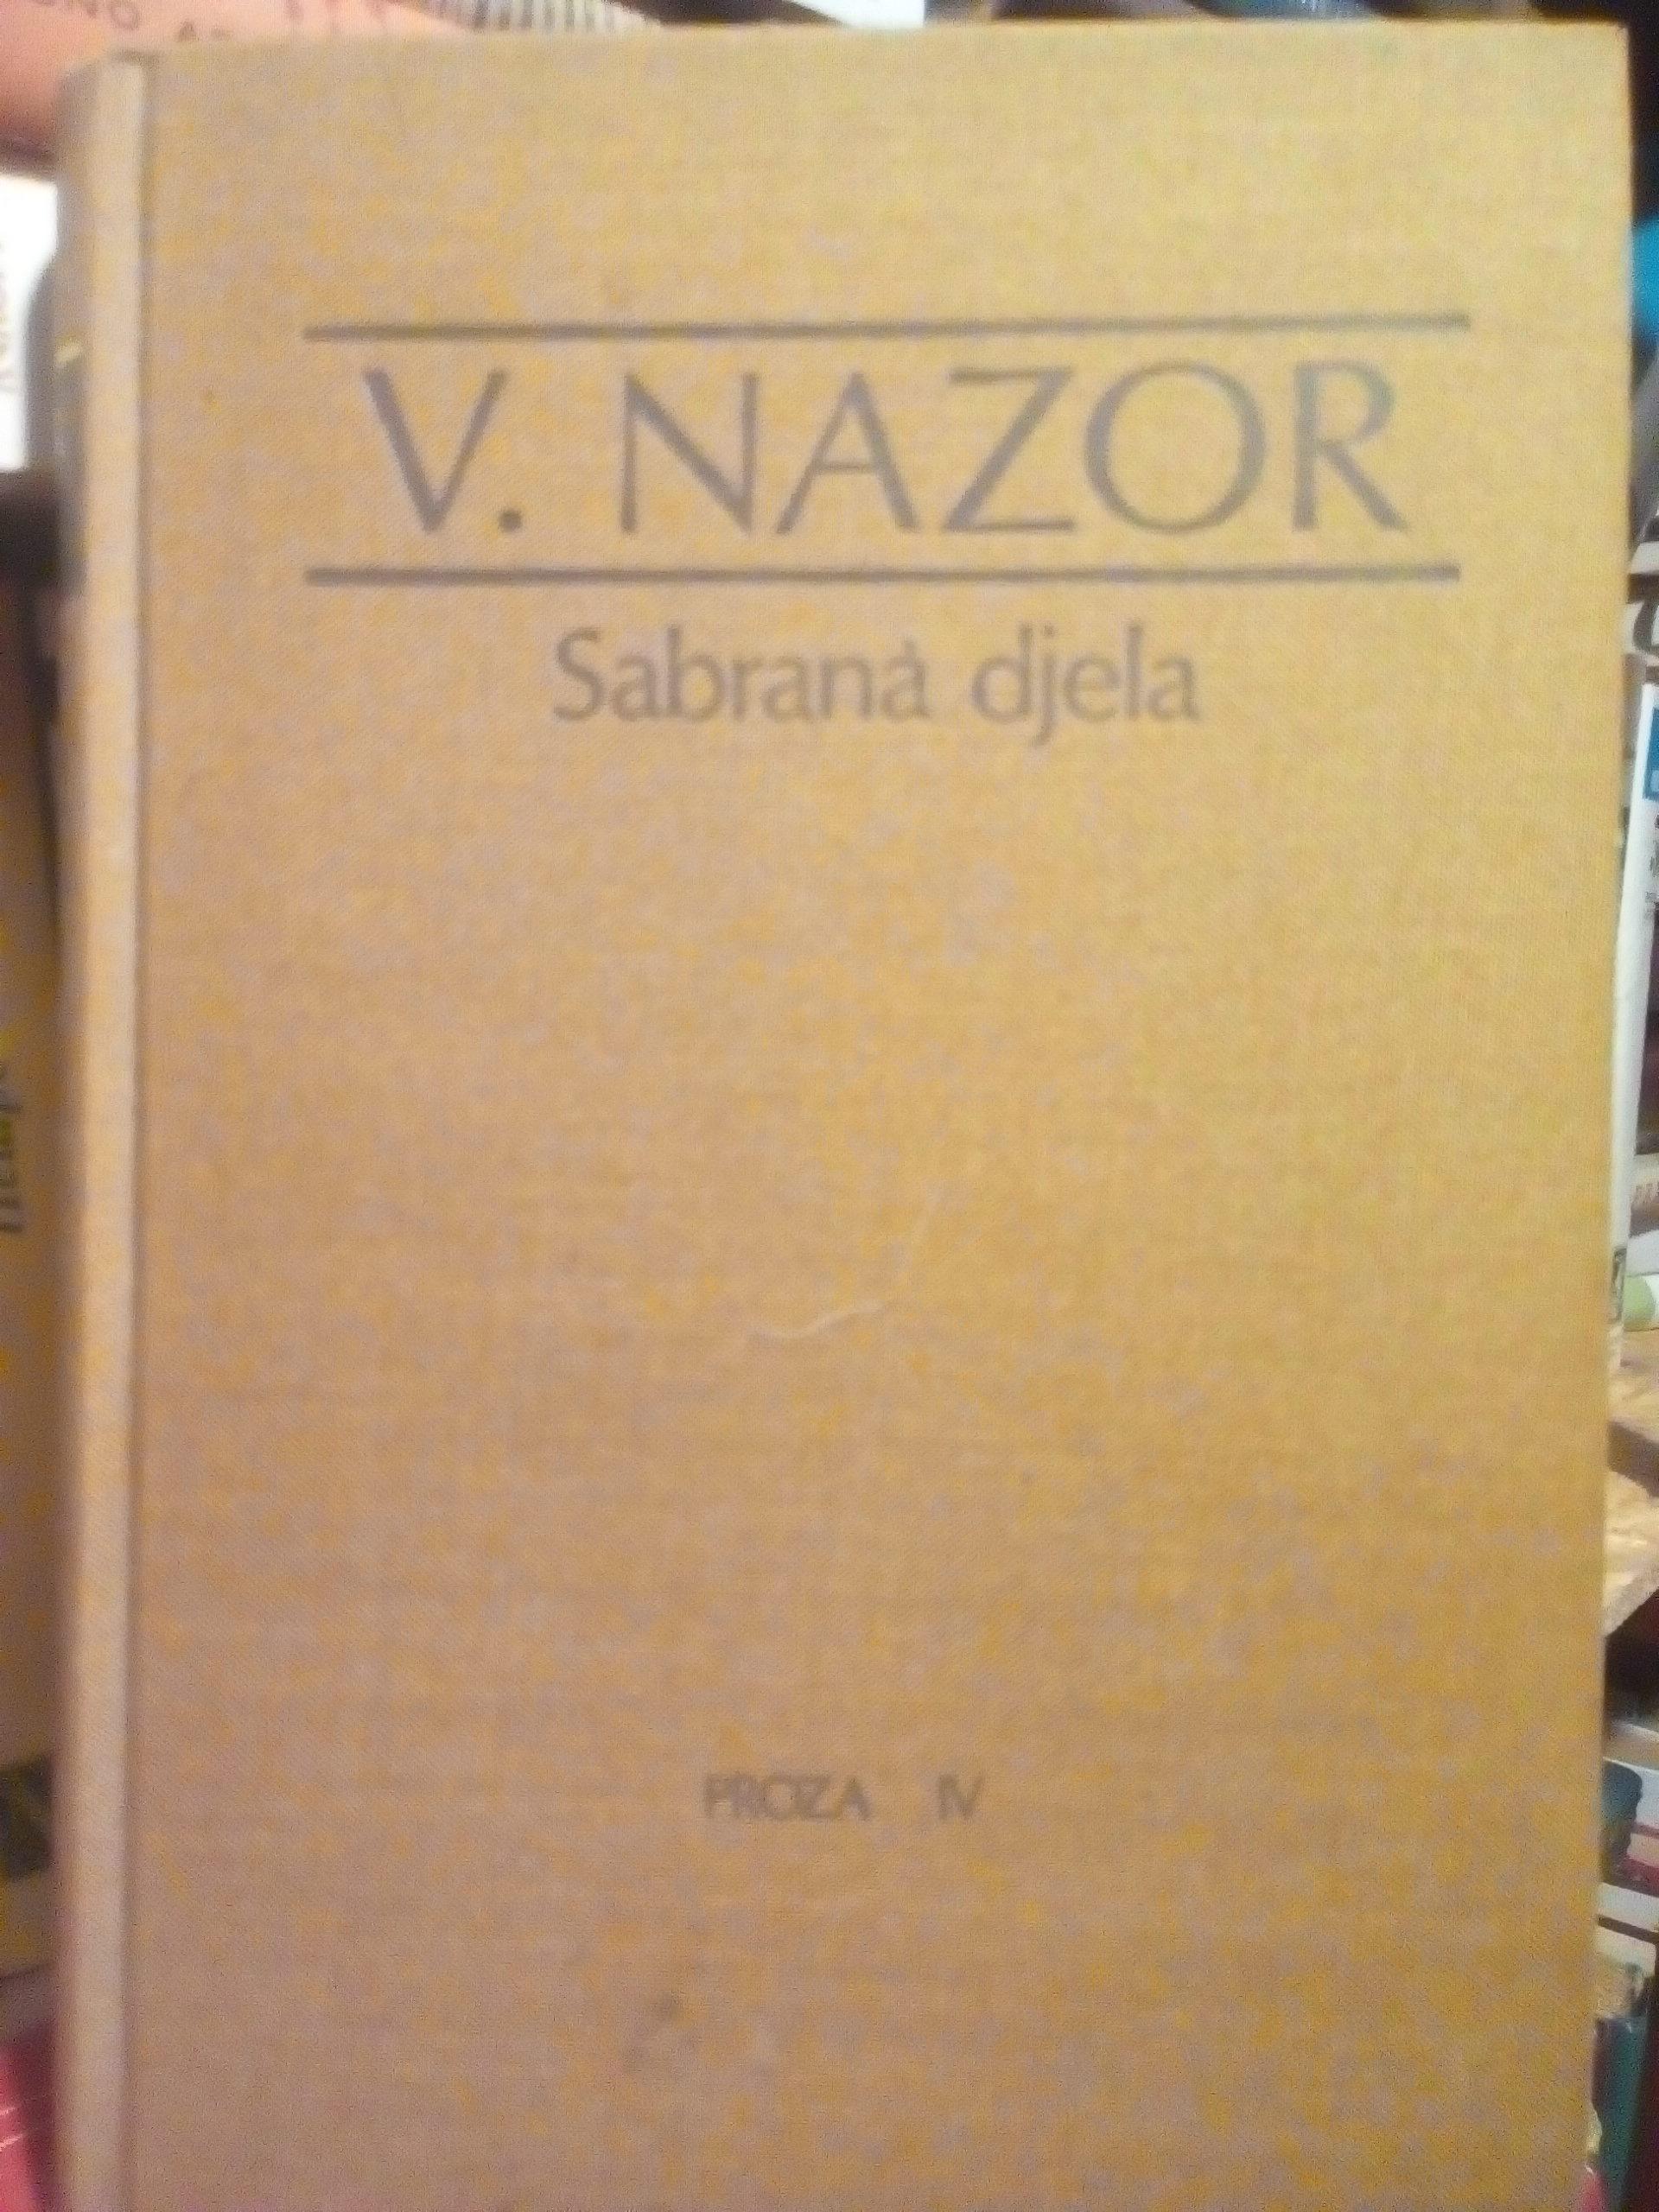 V. NAZOR
Sabrana djela
PROZA IV